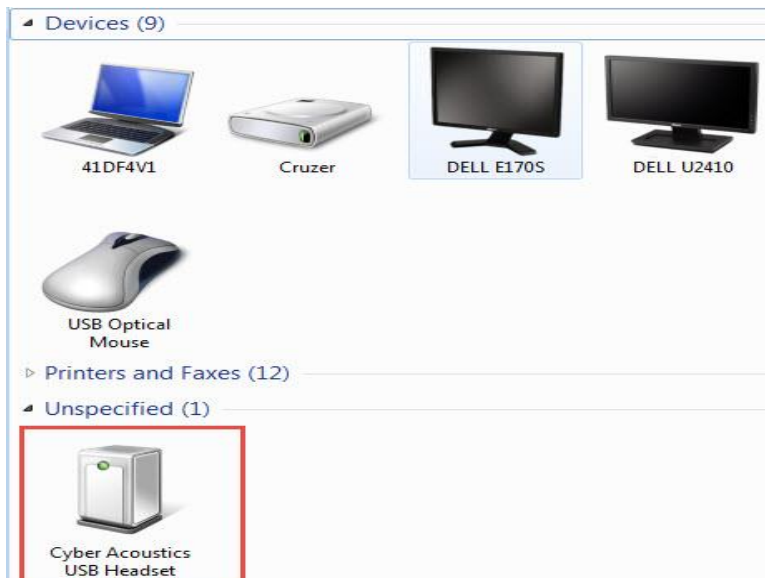 Devices (9)
41DF4V1
Cruzer
DELL E170S
DELL U2410
USB Optical
Mouse
Printers and Faxes (12)
Unspecified (1)
Cyber Acoustics
USB Headset